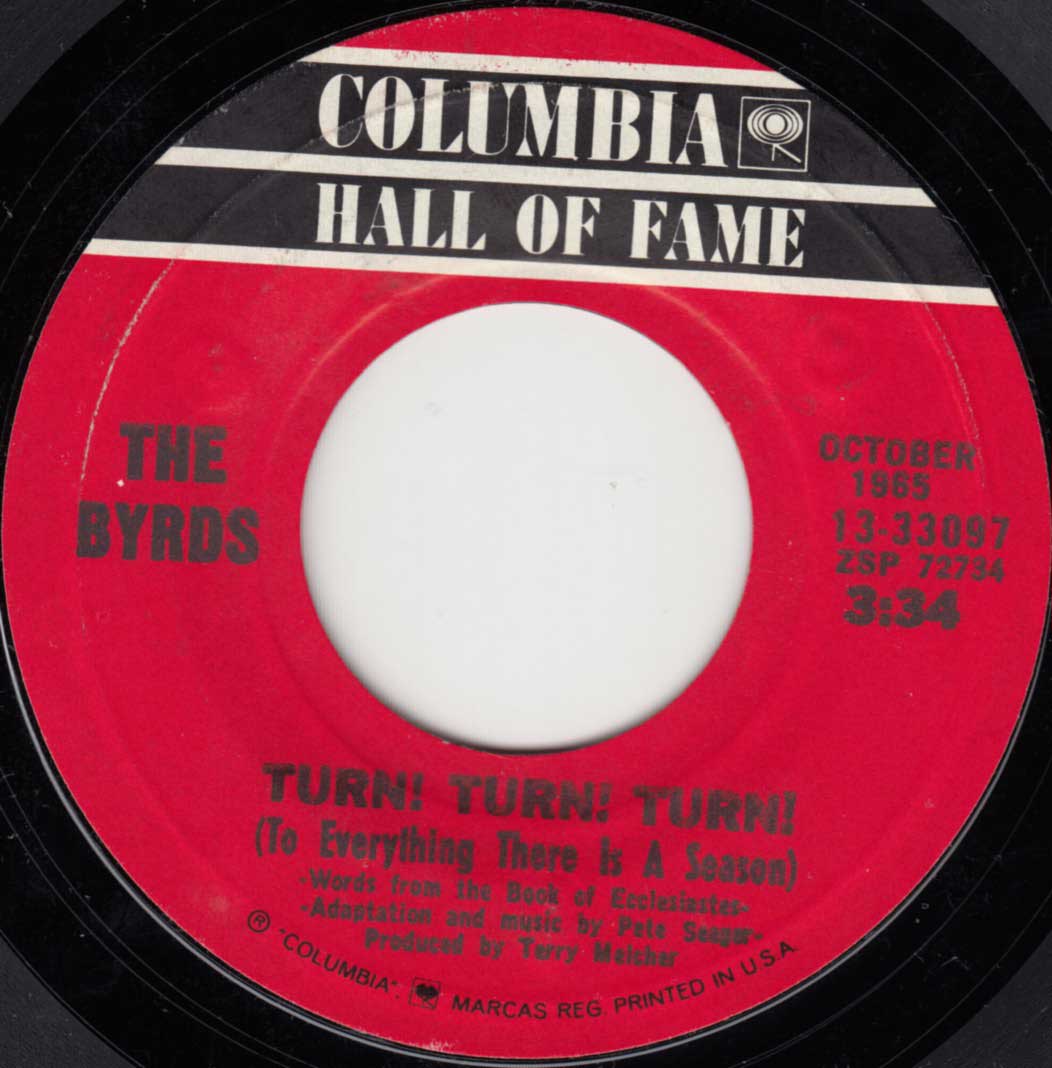 COLUMBIA
HALL OF FAME
THE
BYRDS
OCTOBER
1965
13-33097
ZSP 72734
3:34
TURN! TURN! TURN!
(To Everything There Is A Season)
-Words from the Book of Ecclesiastes-
-Adaptation and music by Pete Seeger-
Produced by Terry Melcher
® "COLUMBIA", MARCAS REG. PRINTED IN U.S.A.